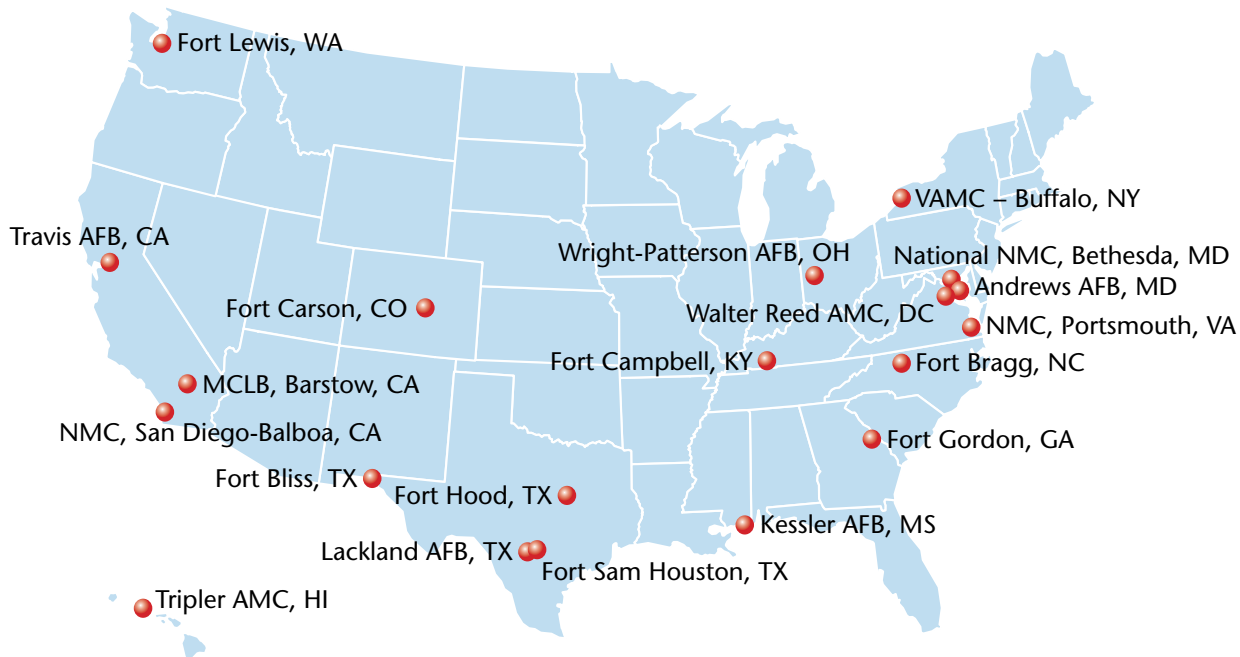 Fort Lewis, WA
VAMC – Buffalo, NY
Travis AFB, CA
Wright-Patterson AFB, OH
National NMC, Bethesda, MD
Andrews AFB, MD
Fort Carson, CO
Walter Reed AMC, DC
NMC, Portsmouth, VA
Fort Campbell, KY
Fort Bragg, NC
MCLB, Barstow, CA
NMC, San Diego-Balboa, CA
Fort Gordon, GA
Fort Bliss, TX
Fort Hood, TX
Kessler AFB, MS
Lackland AFB, TX
Fort Sam Houston, TX
Tripler AMC, HI